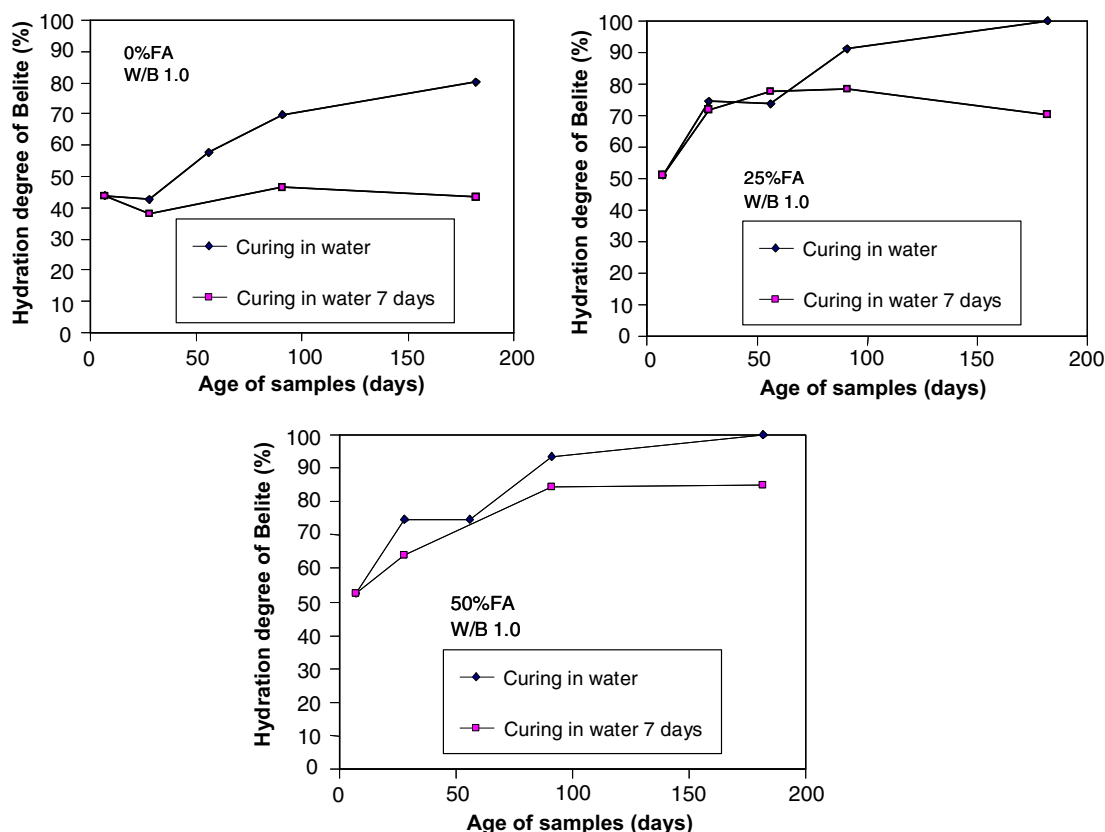 Hydration degree of Belite (%)
100
90
80
70
60
50
40
30
20
10
0
0%FA
W/B 1.0
Curing in water
Curing in water 7 days
0
50
100
150
200
Age of samples (days)
Hydration degree of Belite (%)
100
90
80
70
60
50
40
30
20
10
0
25%FA
W/B 1.0
Curing in water
Curing in water 7 days
0
50
100
150
200
Age of samples (days)
Hydration degree of Belite (%)
100
90
80
70
60
50
40
30
20
10
0
50%FA
W/B 1.0
Curing in water
Curing in water 7 days
0
50
100
150
200
Age of samples (days)